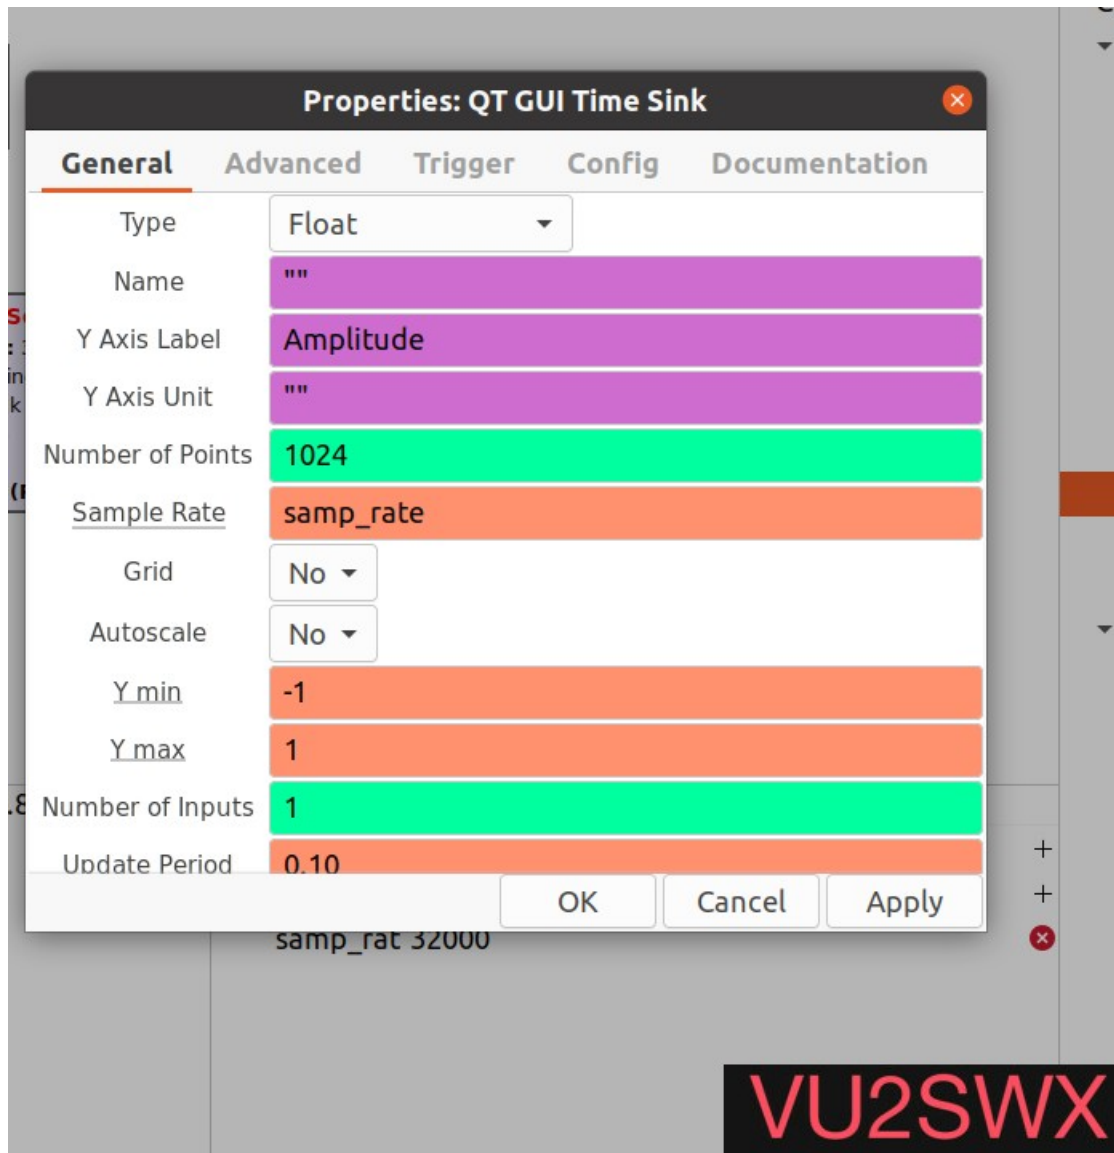 Properties: QT GUI Time Sink
General Advanced Trigger Config Documentation
Type Float
Name ""
Y Axis Label Amplitude
Y Axis Unit ""
Number of Points 1024
Sample Rate samp_rate
Grid No
Autoscale No
Y min -1
Y max 1
Number of Inputs 1
Update Period 0.10
OK Cancel Apply
samp_rat 32000
VU2SWX